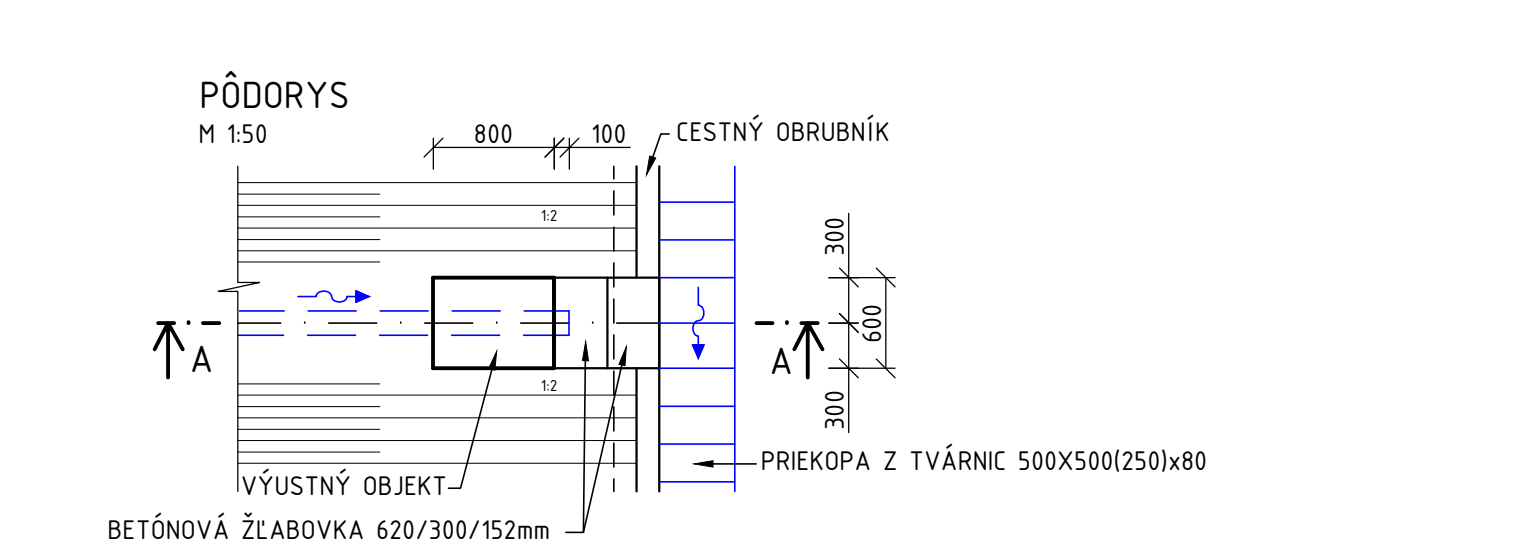 PÔDORYS
M 1:50
800
100
CESTNÝ OBRUBNÍK
1:2
300
600
A
A
1:2
300
PRIEKOPA Z TVÁRNIC 500X500(250)x80
VÝUSTNÝ OBJEKT
BETÓNOVÁ ŽĽABOVKA 620/300/152mm